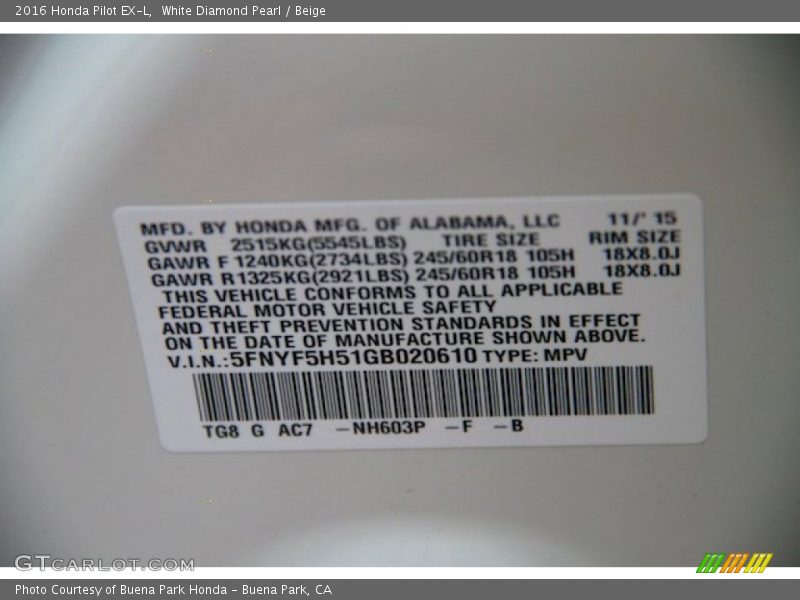 2016 Honda Pilot EX-L, White Diamond Pearl / Beige
MFD. BY HONDA MFG. OF ALABAMA, LLC 11/' 15
GVWR 2515KG(5545LBS) TIRE SIZE RIM SIZE
GAWR F 1240KG(2734LBS) 245/60R18 105H 18X8.0J
GAWR R1325KG(2921LBS) 245/60R18 105H 18X8.0J
THIS VEHICLE CONFORMS TO ALL APPLICABLE
FEDERAL MOTOR VEHICLE SAFETY
AND THEFT PREVENTION STANDARDS IN EFFECT
ON THE DATE OF MANUFACTURE SHOWN ABOVE.
V.I.N.:5FNYF5H51GB020610 TYPE: MPV
TG8 G AC7 -NH603P -F -B
GTCARLOT.COM
Photo Courtesy of Buena Park Honda - Buena Park, CA